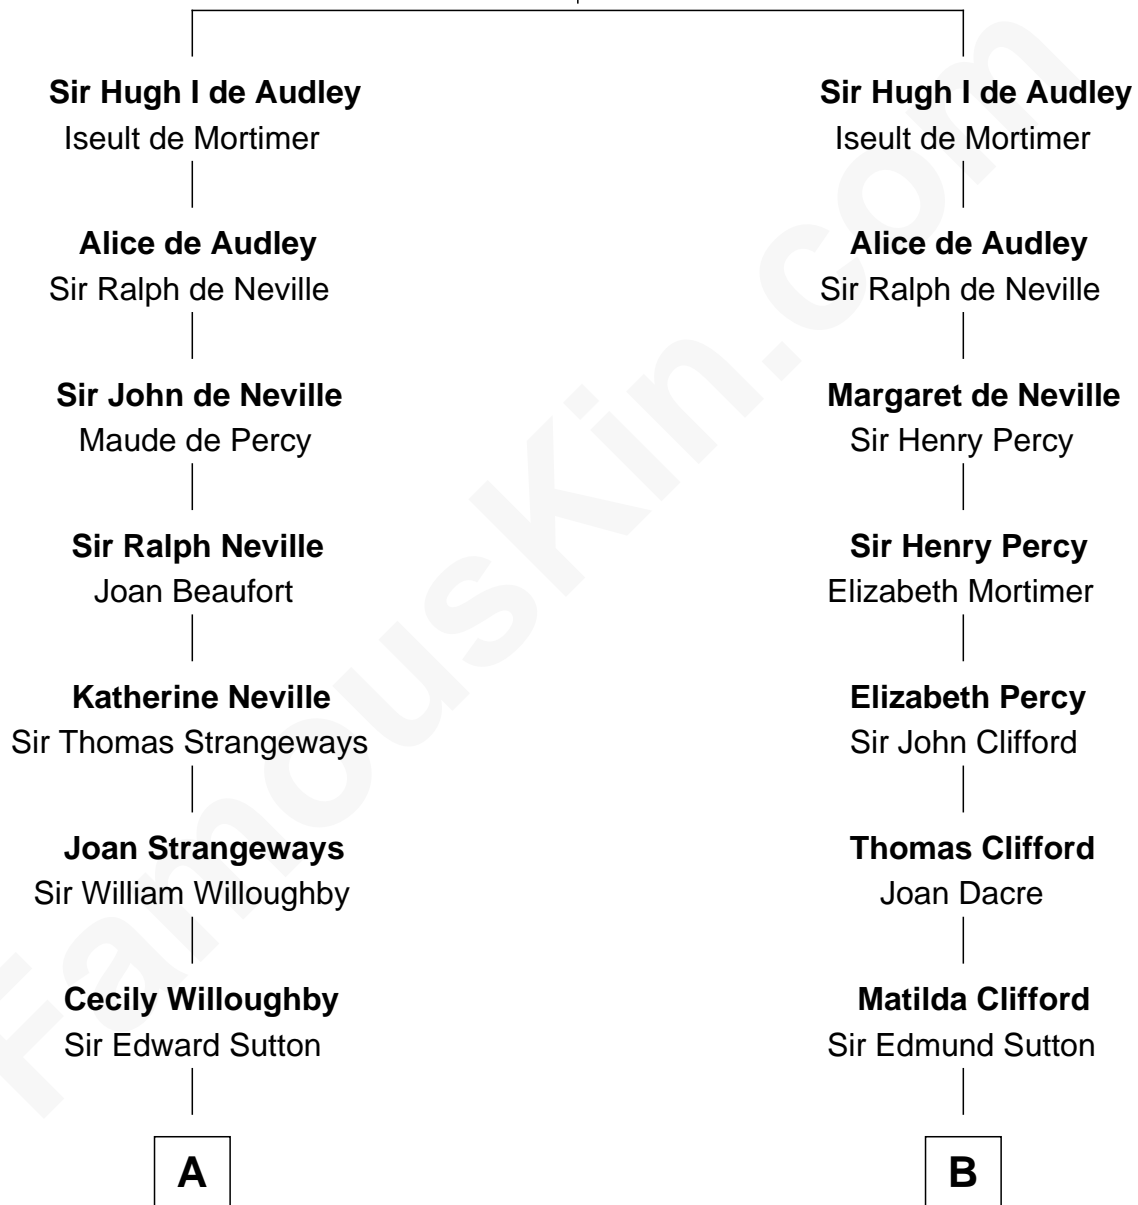 Sir Hugh I de Audley
Iseult de Mortimer
Alice de Audley
Sir Ralph de Neville
Sir John de Neville
Maude de Percy
Sir Ralph Neville
Joan Beaufort
Katherine Neville
Sir Thomas Strangeways
Joan Strangeways
Sir William Willoughby
Cecily Willoughby
Sir Edward Sutton
A
Sir Hugh I de Audley
Iseult de Mortimer
Alice de Audley
Sir Ralph de Neville
Margaret de Neville
Sir Henry Percy
Sir Henry Percy
Elizabeth Mortimer
Elizabeth Percy
Sir John Clifford
Thomas Clifford
Joan Dacre
Matilda Clifford
Sir Edmund Sutton
B
FamousKin.com